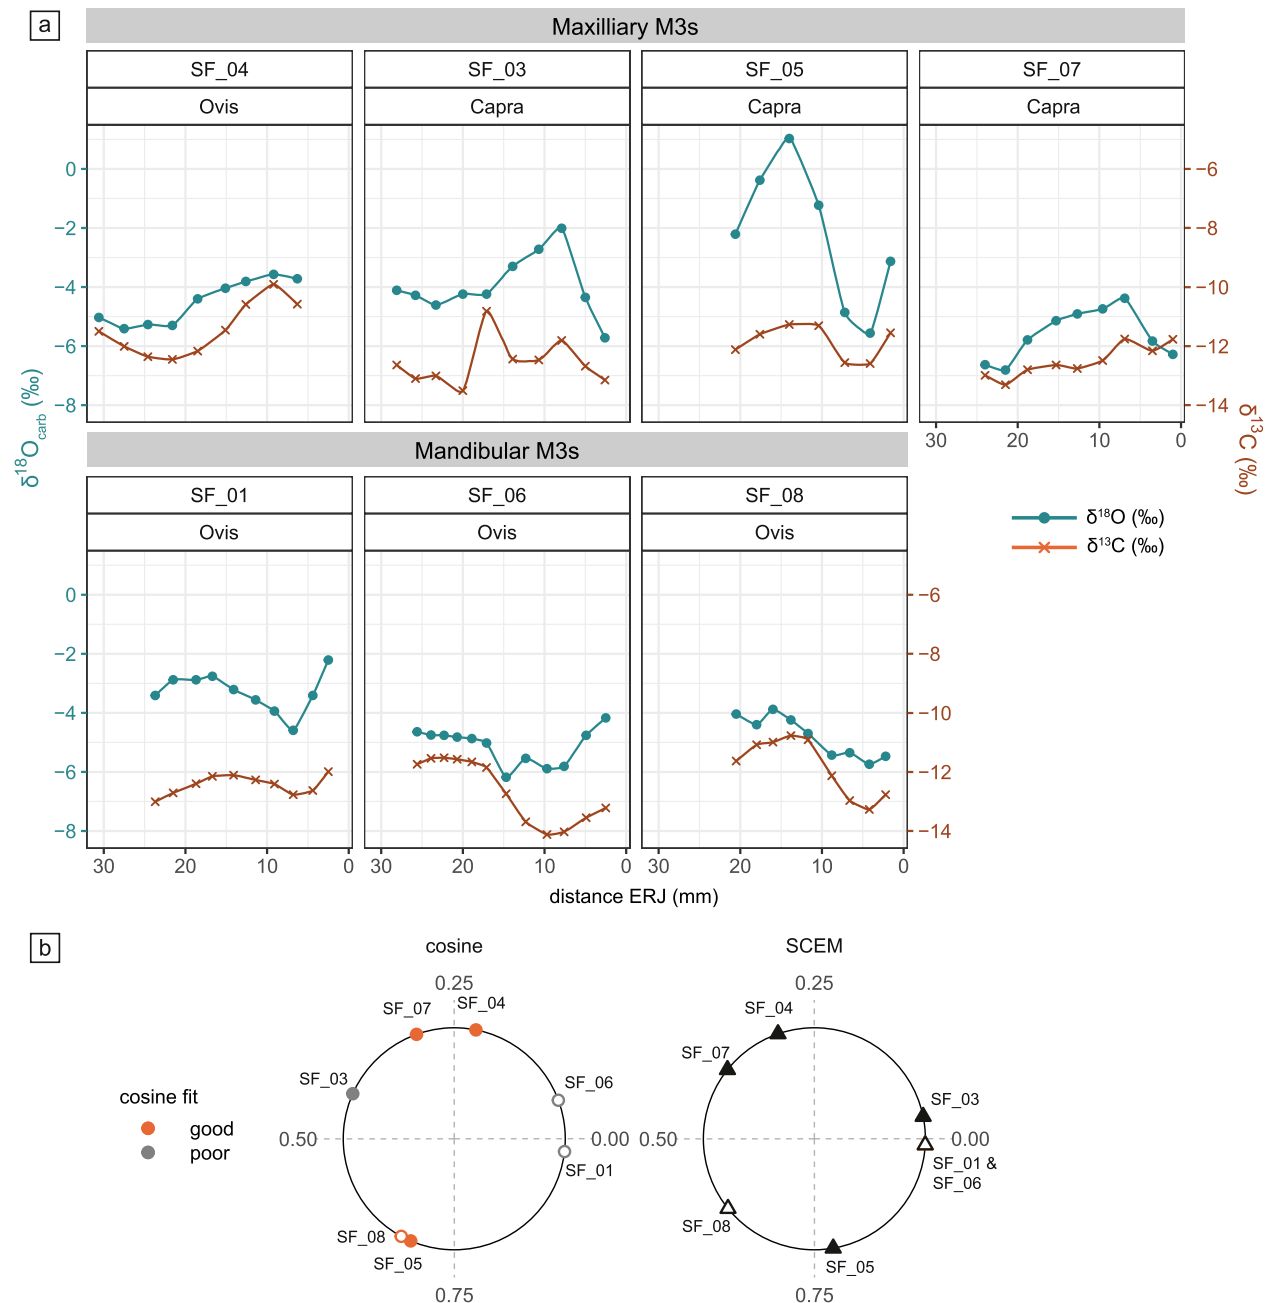 a
Maxilliary M3s
SF_04 SF_03 SF_05 SF_07
Ovis Capra Capra Capra
0 −6
−2 −8
−4 −10
−6 −12
−8 −14
30 20 10 0
δ18Ocarb (‰)
δ13C (‰)
Mandibular M3s
SF_01 SF_06 SF_08
Ovis Ovis Ovis
δ18O (‰)
δ13C (‰)
0 −6
−2 −8
−4 −10
−6 −12
−8 −14
30 20 10 0 30 20 10 0 30 20 10 0
distance ERJ (mm)
b
cosine SCEM
0.25 0.25
SF_07 SF_04 SF_04
SF_07
SF_03 SF_06 SF_03
cosine fit
good
poor
0.50 0.00 0.50 0.00
SF_01 SF_01 &
SF_06
SF_08 SF_08
SF_05 SF_05
0.75 0.75